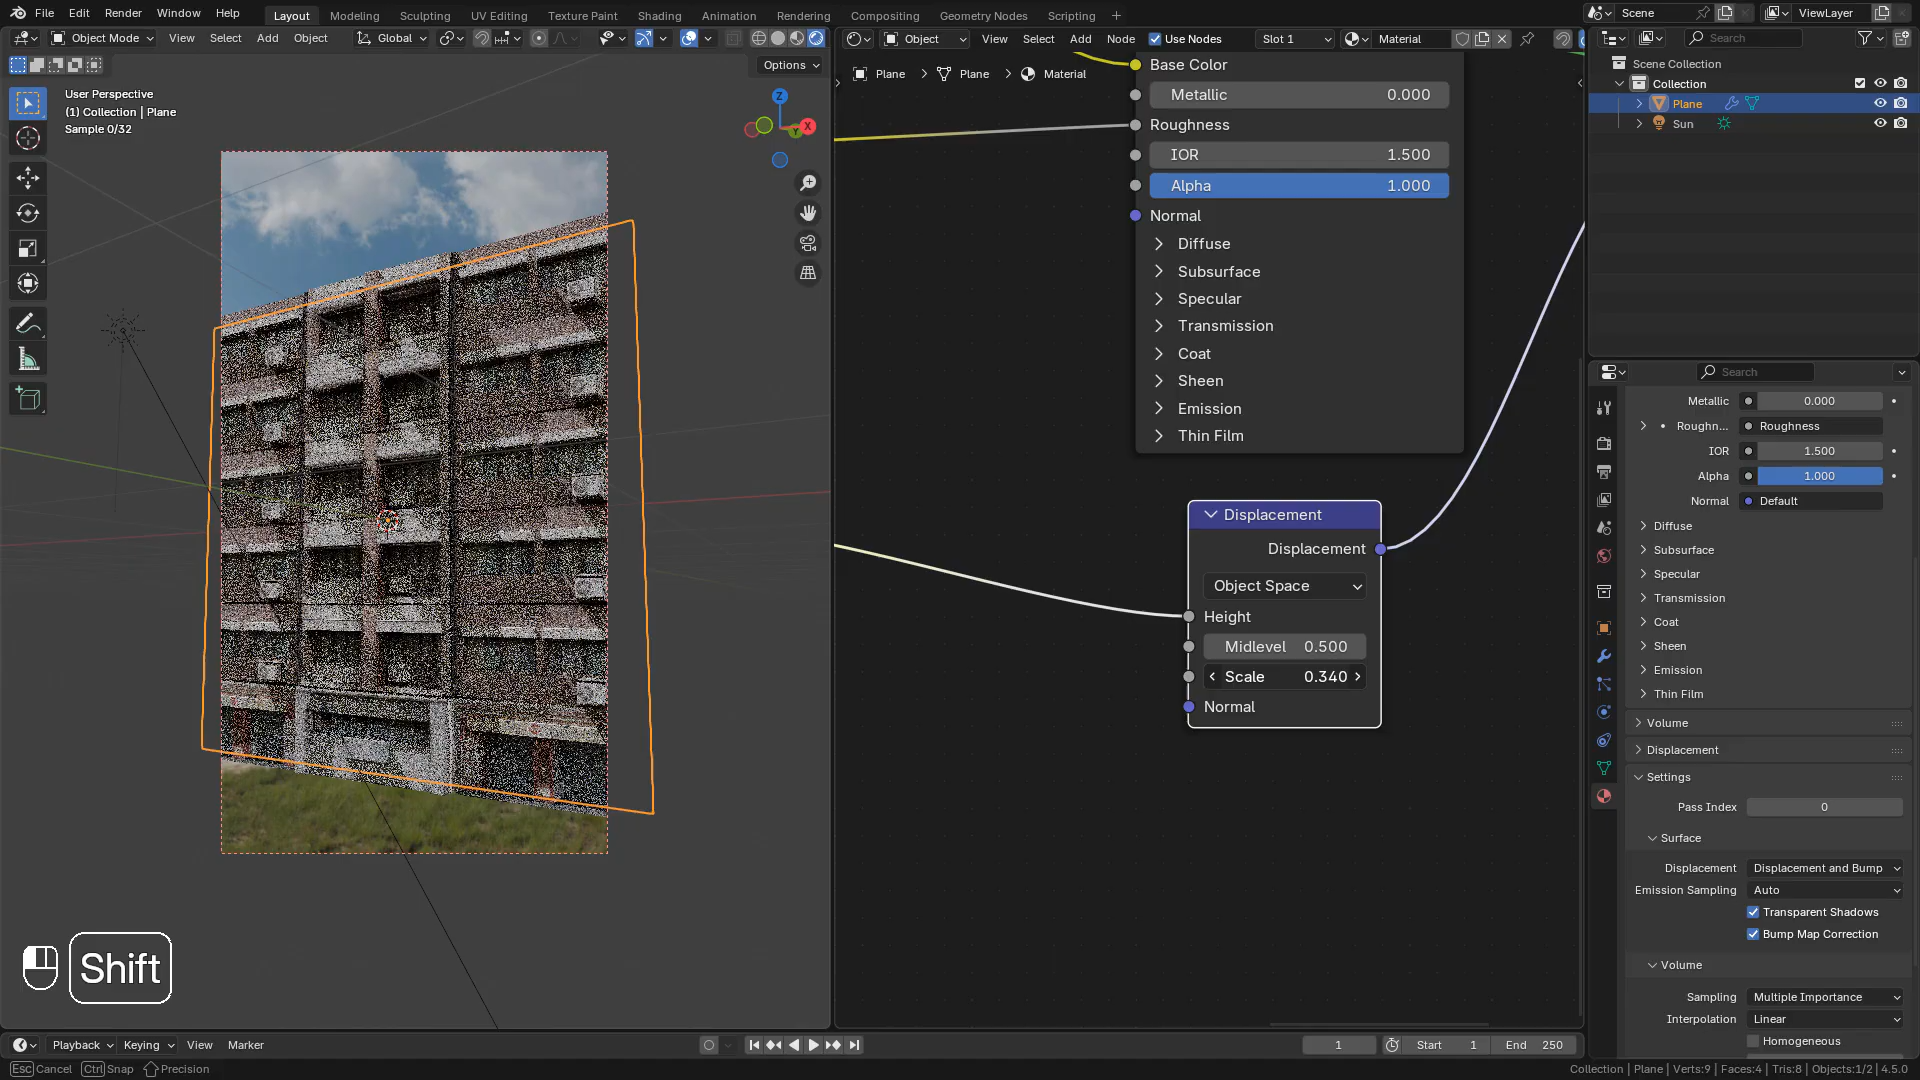 File Edit Render Window Help
Layout Modeling Sculpting UV Editing Texture Paint Shading Animation Rendering Compositing Geometry Nodes Scripting +
Scene
ViewLayer
Object Mode View Select Add Object Global
Options
User Perspective
(1) Collection | Plane
Sample 0/32
Z
Y
X
Shift
Object View Select Add Node Use Nodes Slot 1 Material
Plane > Plane > Material
Base Color
Metallic 0.000
Roughness
IOR 1.500
Alpha 1.000
Normal
Diffuse
Subsurface
Specular
Transmission
Coat
Sheen
Emission
Thin Film
Displacement
Displacement
Object Space
Height
Midlevel 0.500
Scale 0.340
Normal
Search
Scene Collection
Collection
Plane
Sun
Search
Metallic 0.000
Roughn... Roughness
IOR 1.500
Alpha 1.000
Normal Default
Diffuse
Subsurface
Specular
Transmission
Coat
Sheen
Emission
Thin Film
Volume
Displacement
Settings
Pass Index 0
Surface
Displacement Displacement and Bump
Emission Sampling Auto
Transparent Shadows
Bump Map Correction
Volume
Sampling Multiple Importance
Interpolation Linear
Homogeneous
Playback Keying View Marker
1 Start 1 End 250
Esc Cancel Ctrl Snap Precision
Collection | Plane | Verts:9 | Faces:4 | Tris:8 | Objects:1/2 | 4.5.0